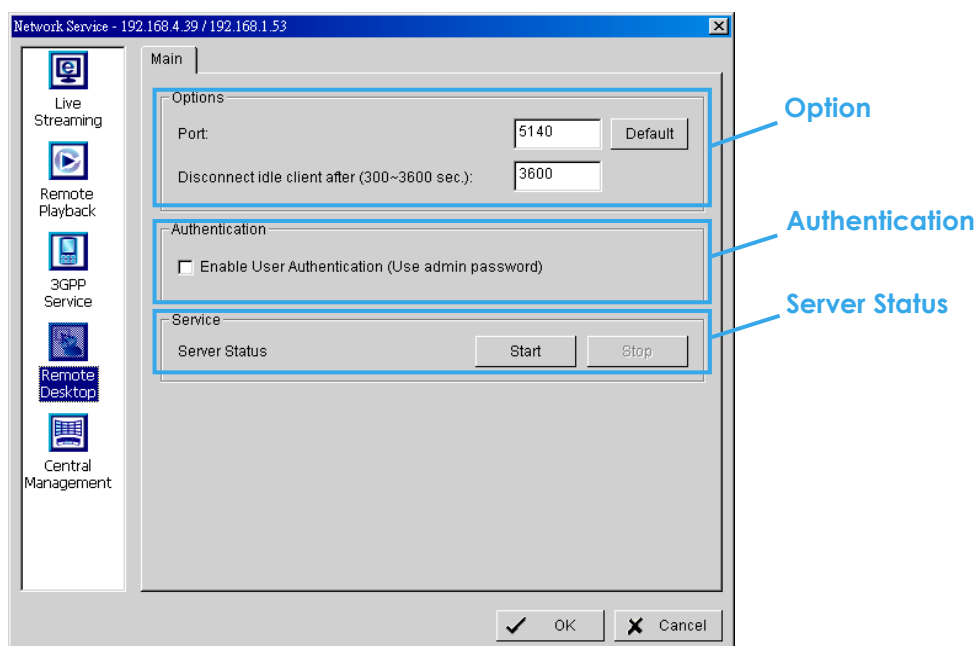 Network Service - 192.168.4.39 / 192.168.1.53
Live
Streaming
Remote
Playback
3GPP
Service
Remote
Desktop
Central
Management
Main
Options
Port: 5140 Default
Disconnect idle client after (300~3600 sec.): 3600
Authentication
Enable User Authentication (Use admin password)
Service
Server Status Start Stop
OK Cancel
Option
Authentication
Server Status